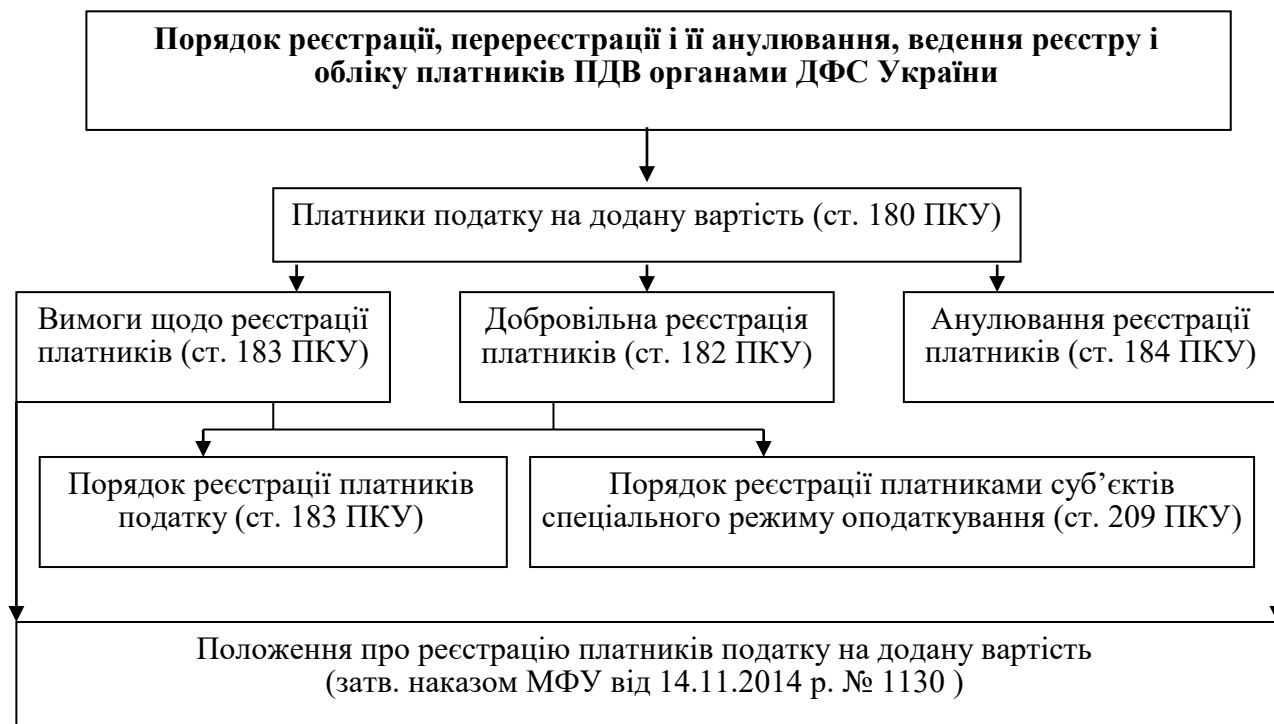 Порядок реєстрації, перереєстрації і її анулювання, ведення реєстру і
обліку платників ПДВ органами ДФС України
Платники податку на додану вартість (ст. 180 ПКУ)
Вимоги щодо реєстрації
платників (ст. 183 ПКУ)
Добровільна реєстрація
платників (ст. 182 ПКУ)
Анулювання реєстрації
платників (ст. 184 ПКУ)
Порядок реєстрації платників
податку (ст. 183 ПКУ)
Порядок реєстрації платниками суб’єктів
спеціального режиму оподаткування (ст. 209 ПКУ)
Положення про реєстрацію платників податку на додану вартість
(затв. наказом МФУ від 14.11.2014 р. № 1130 )